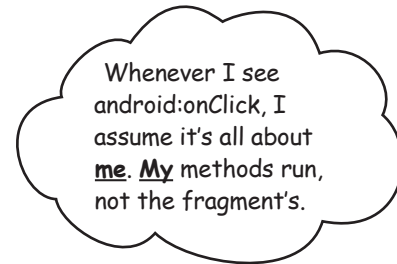 Whenever I see
android:onClick, I
assume it's all about
me. My methods run,
not the fragment's.